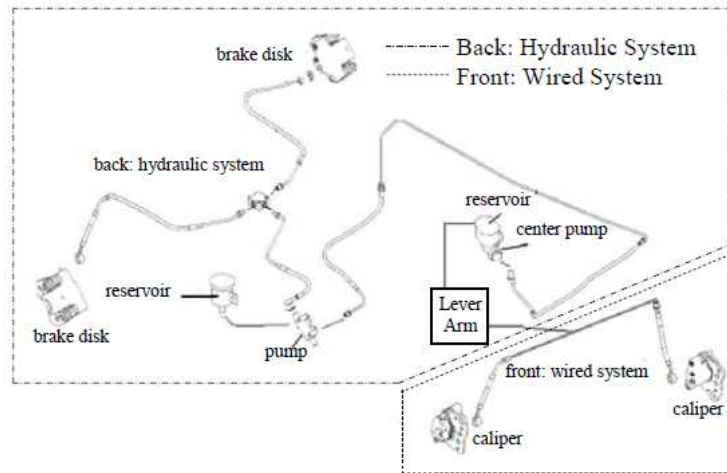 brake disk
Back: Hydraulic System
Front: Wired System
back: hydraulic system
reservoir
center pump
reservoir
Lever
Arm
brake disk
pump
front: wired system
caliper
caliper